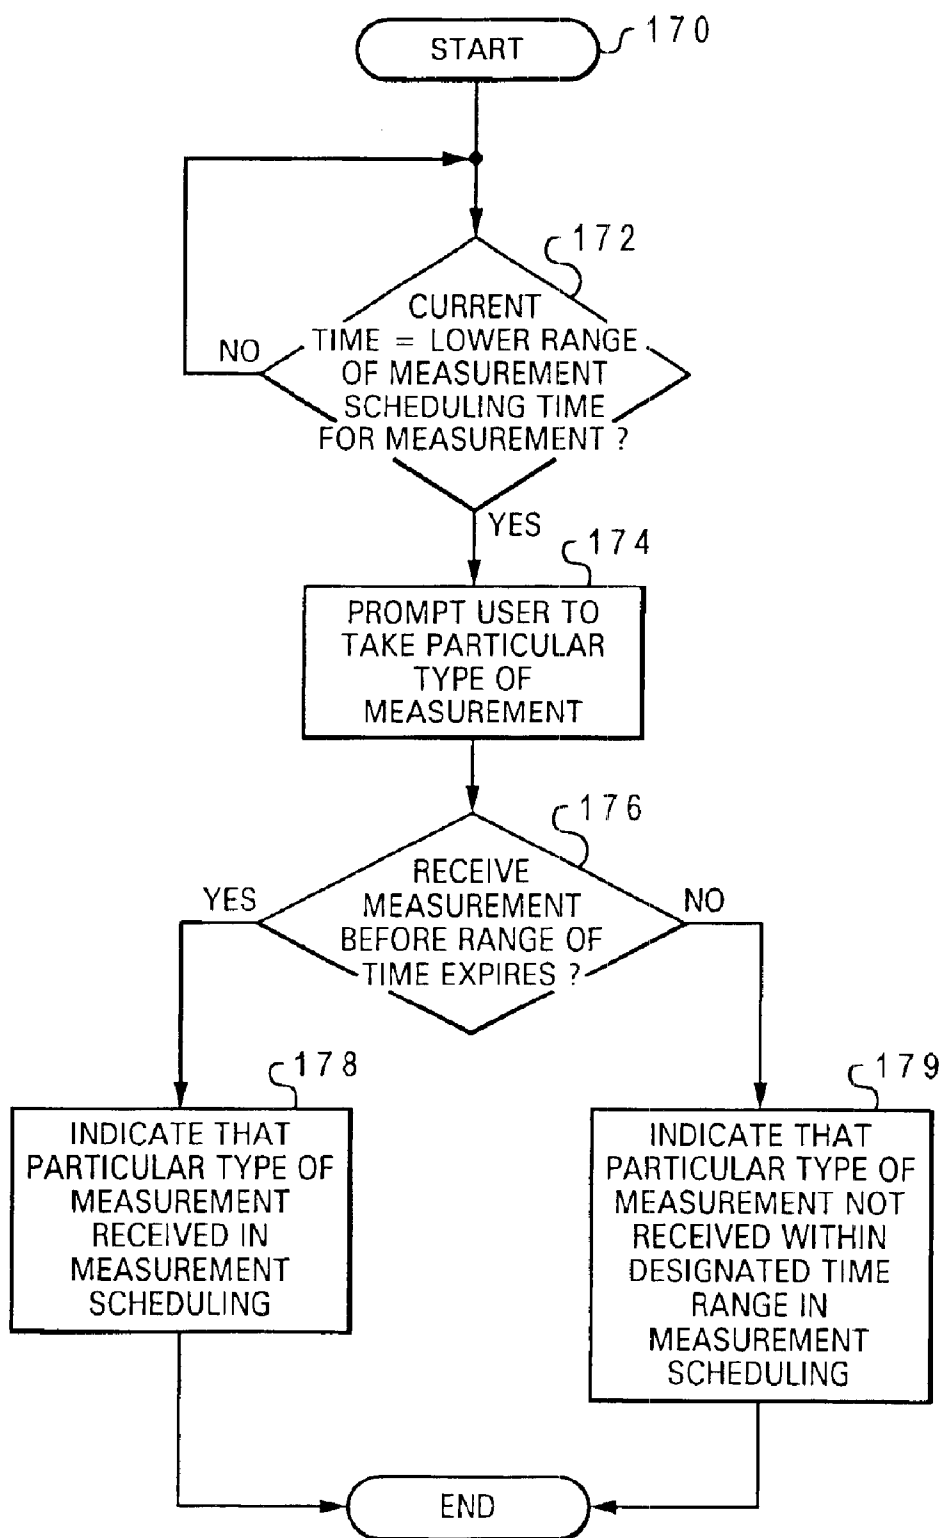 START
170
172
CURRENT
TIME = LOWER RANGE
OF MEASUREMENT
SCHEDULING TIME
FOR MEASUREMENT ?
NO
YES
174
PROMPT USER TO
TAKE PARTICULAR
TYPE OF
MEASUREMENT
176
RECEIVE
MEASUREMENT
BEFORE RANGE OF
TIME EXPIRES ?
YES
NO
178
INDICATE THAT
PARTICULAR TYPE OF
MEASUREMENT
RECEIVED IN
MEASUREMENT
SCHEDULING
179
INDICATE THAT
PARTICULAR TYPE OF
MEASUREMENT NOT
RECEIVED WITHIN
DESIGNATED TIME
RANGE IN
MEASUREMENT
SCHEDULING
END